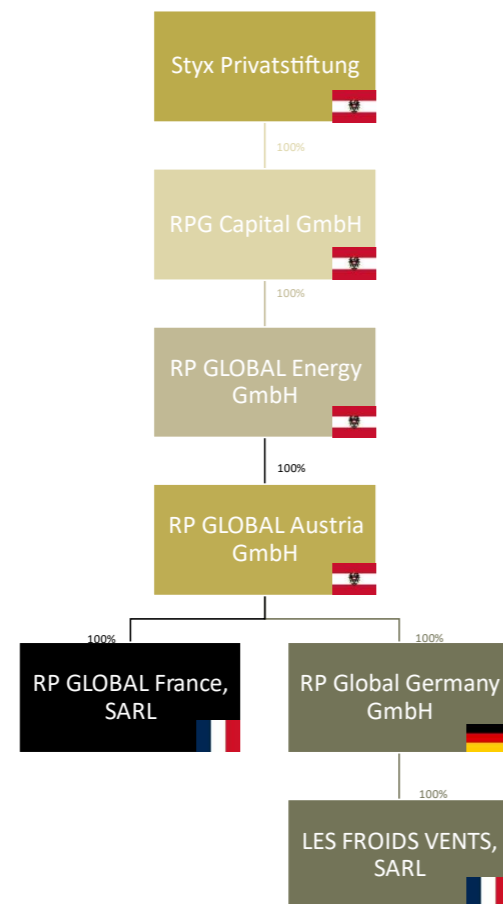 Styx Privatstiftung
100%
RPG Capital GmbH
100%
RP GLOBAL Energy
GmbH
100%
RP GLOBAL Austria
GmbH
100%
100%
RP GLOBAL France,
SARL
RP Global Germany
GmbH
100%
LES FROIDS VENTS,
SARL